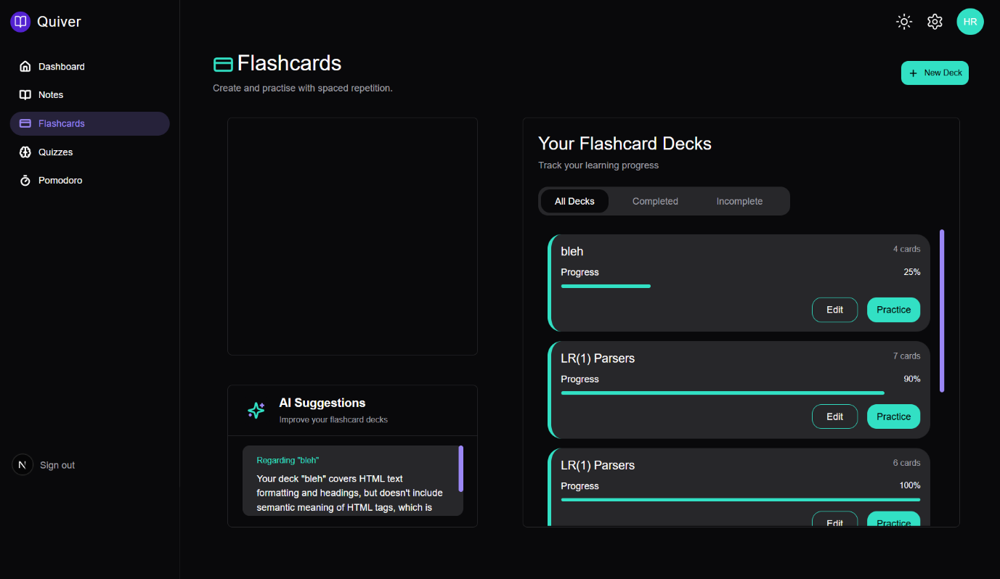 Quiver
HR
Dashboard
Notes
Flashcards
Quizzes
Pomodoro
N
Sign out
Flashcards
Create and practise with spaced repetition.
+ New Deck
AI Suggestions
Improve your flashcard decks
Regarding "bleh"
Your deck "bleh" covers HTML text
formatting and headings, but doesn't include
semantic meaning of HTML tags, which is
Your Flashcard Decks
Track your learning progress
All Decks Completed Incomplete
bleh 4 cards
Progress 25%
Edit Practice
LR(1) Parsers 7 cards
Progress 90%
Edit Practice
LR(1) Parsers 6 cards
Progress 100%
Edit Practice